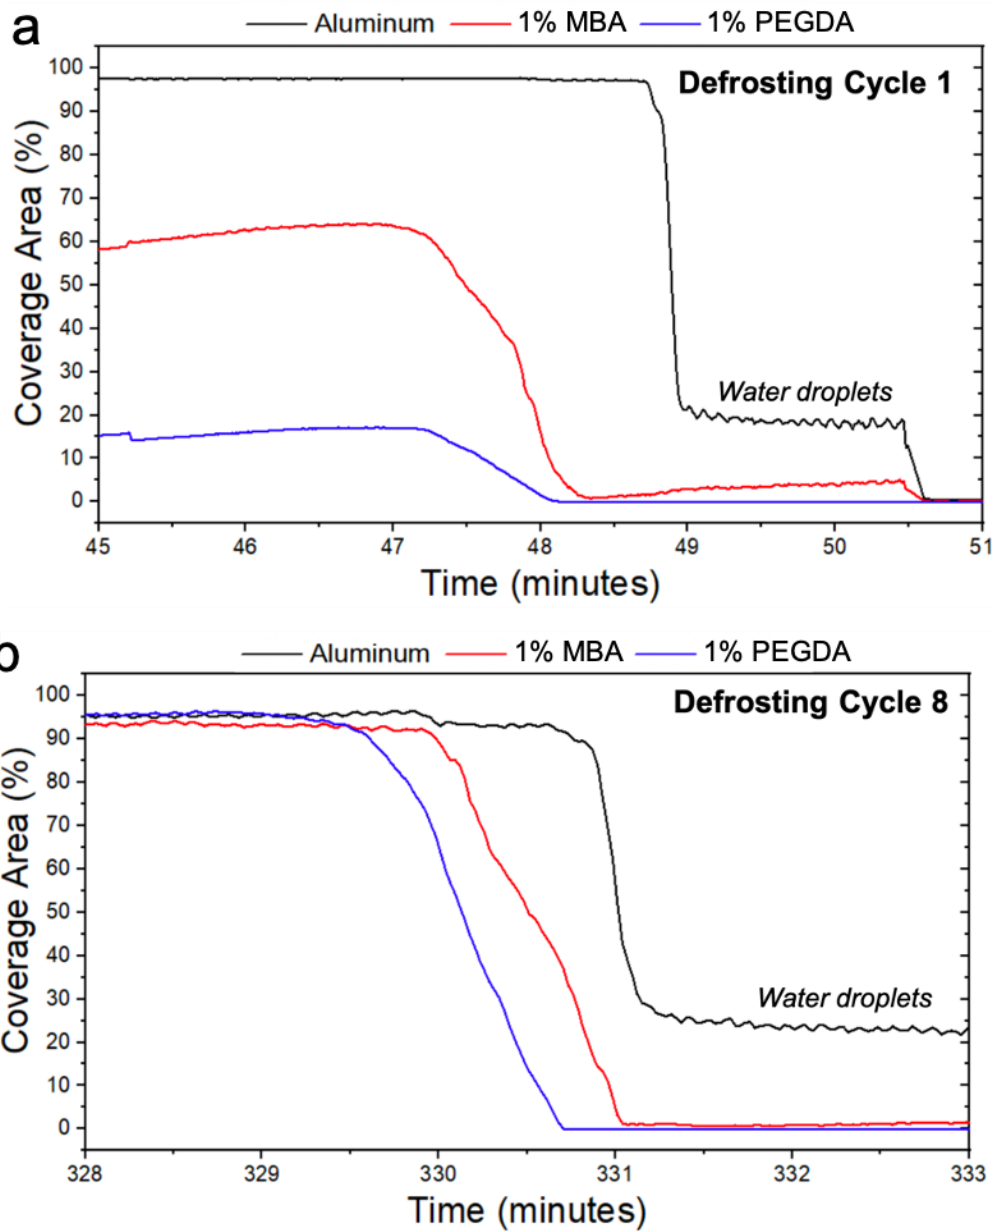 a
Aluminum 1% MBA 1% PEGDA
Defrosting Cycle 1
Coverage Area (%)
100
90
80
70
60
50
40
30
20
10
0
Water droplets
45 46 47 48 49 50 51
Time (minutes)
b
Aluminum 1% MBA 1% PEGDA
Defrosting Cycle 8
Coverage Area (%)
100
90
80
70
60
50
40
30
20
10
0
Water droplets
328 329 330 331 332 333
Time (minutes)